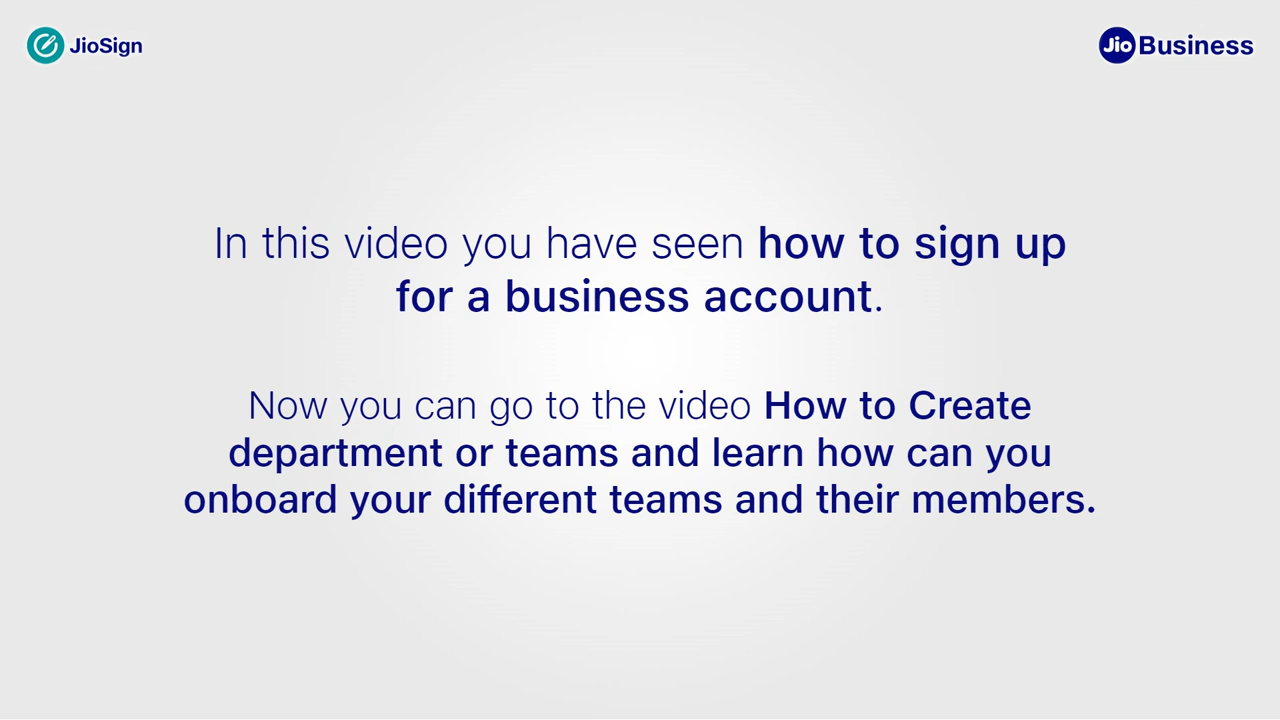 JioSign
Jio Business
In this video you have seen how to sign up
for a business account.
Now you can go to the video How to Create
department or teams and learn how can you
onboard your different teams and their members.